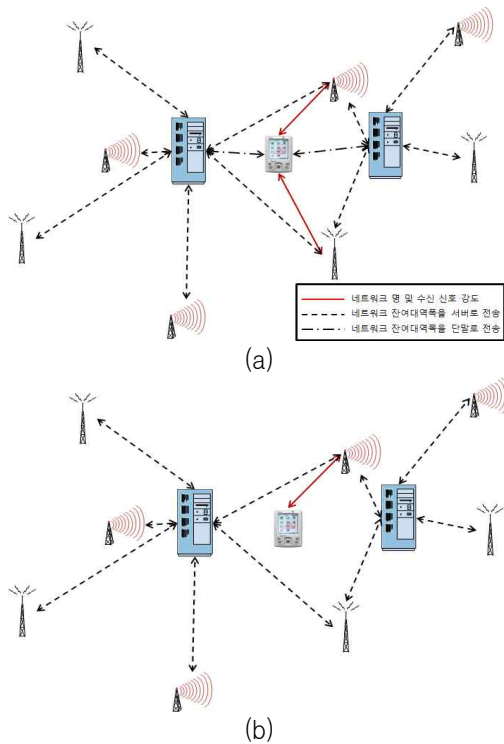 네트워크 명 및 수신 신호 강도
네트워크 잔여대역폭을 서버로 전송
네트워크 잔여대역폭을 단말로 전송
(a)
(b)